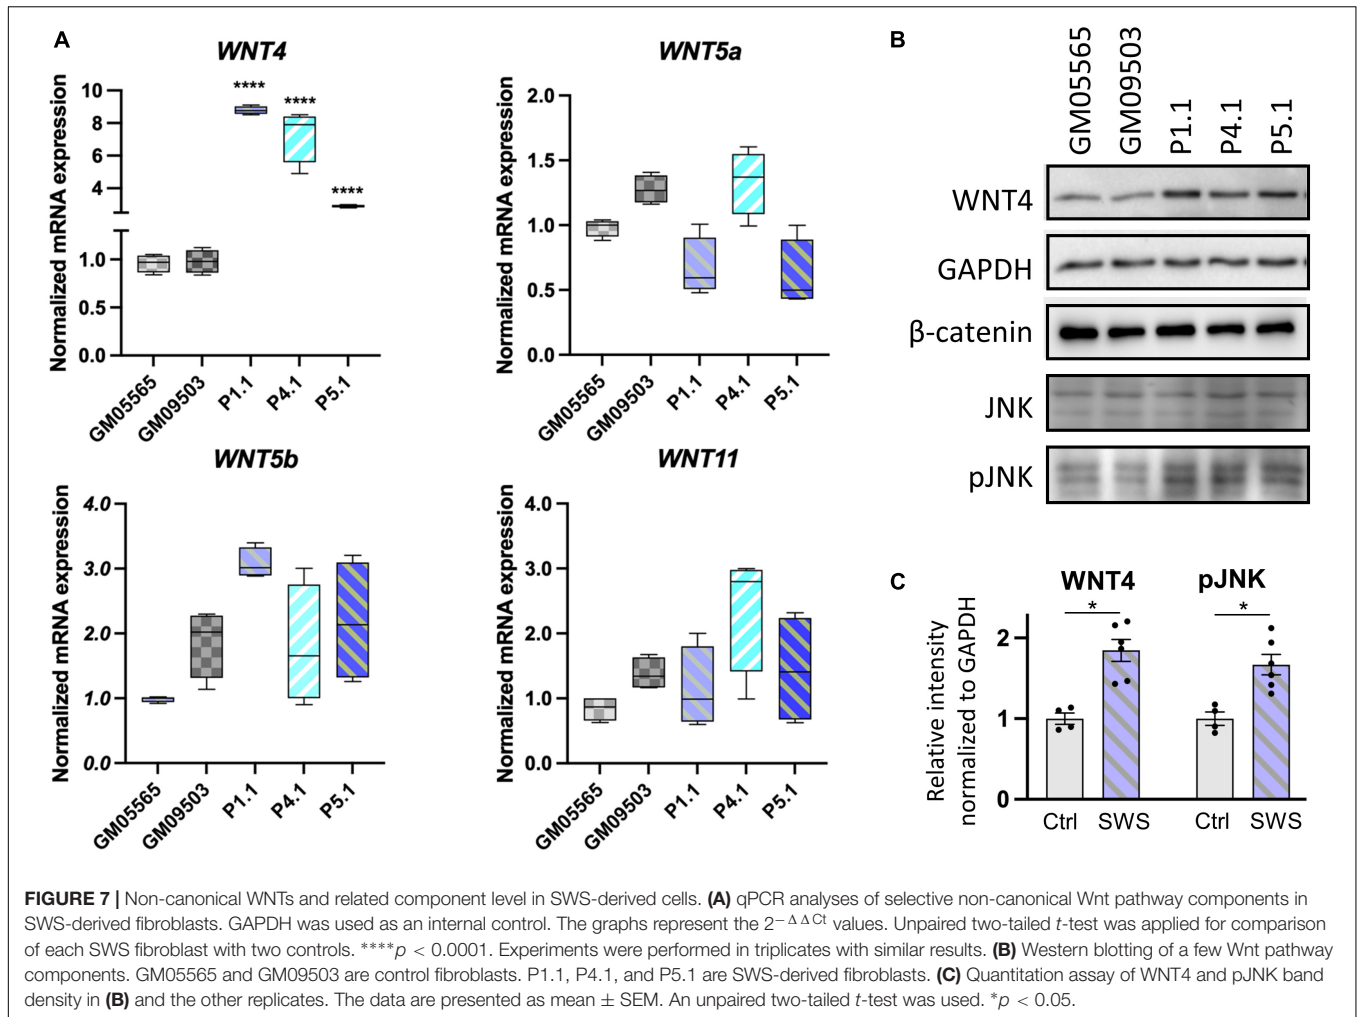 A
WNT4
Normalized mRNA expression
10
8
6
4
1.0
0.5
0.0
****
****
****
GM05565
GM09503
P1.1
P4.1
P5.1
WNT5a
Normalized mRNA expression
2.0
1.5
1.0
0.5
0.0
GM05565
GM09503
P1.1
P4.1
P5.1
WNT5b
Normalized mRNA expression
4.0
3.0
2.0
1.0
0.0
GM05565
GM09503
P1.1
P4.1
P5.1
WNT11
Normalized mRNA expression
4.0
3.0
2.0
1.0
0.0
GM05565
GM09503
P1.1
P4.1
P5.1
B
GM05565
GM09503
P1.1
P4.1
P5.1
WNT4
GAPDH
β-catenin
JNK
pJNK
C
WNT4 pJNK
Relative intensity
normalized to GAPDH
2
1
0
* *
Ctrl SWS Ctrl SWS
FIGURE 7 | Non-canonical WNTs and related component level in SWS-derived cells. (A) qPCR analyses of selective non-canonical Wnt pathway components in
SWS-derived fibroblasts. GAPDH was used as an internal control. The graphs represent the 2−ΔΔCt values. Unpaired two-tailed t-test was applied for comparison
of each SWS fibroblast with two controls. ****p < 0.0001. Experiments were performed in triplicates with similar results. (B) Western blotting of a few Wnt pathway
components. GM05565 and GM09503 are control fibroblasts. P1.1, P4.1, and P5.1 are SWS-derived fibroblasts. (C) Quantitation assay of WNT4 and pJNK band
density in (B) and the other replicates. The data are presented as mean ± SEM. An unpaired two-tailed t-test was used. *p < 0.05.